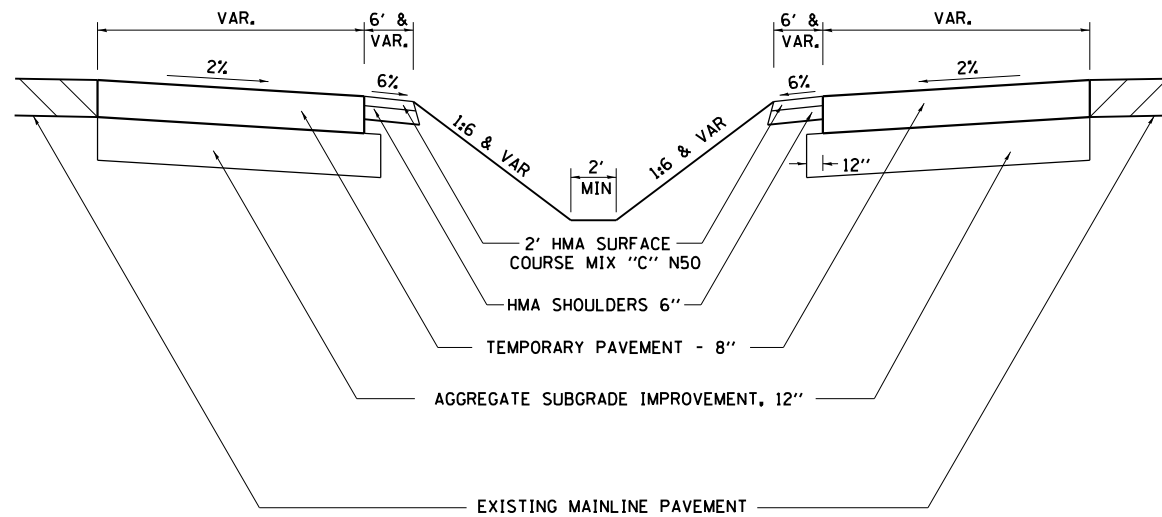 VAR.
6' &
VAR.
6' &
VAR.
VAR.
2%
6%
6%
2%
1:6 & VAR
2'
MIN
1:6 & VAR
12"
2' HMA SURFACE
COURSE MIX "C" N50
HMA SHOULDERS 6"
TEMPORARY PAVEMENT - 8"
AGGREGATE SUBGRADE IMPROVEMENT, 12"
EXISTING MAINLINE PAVEMENT